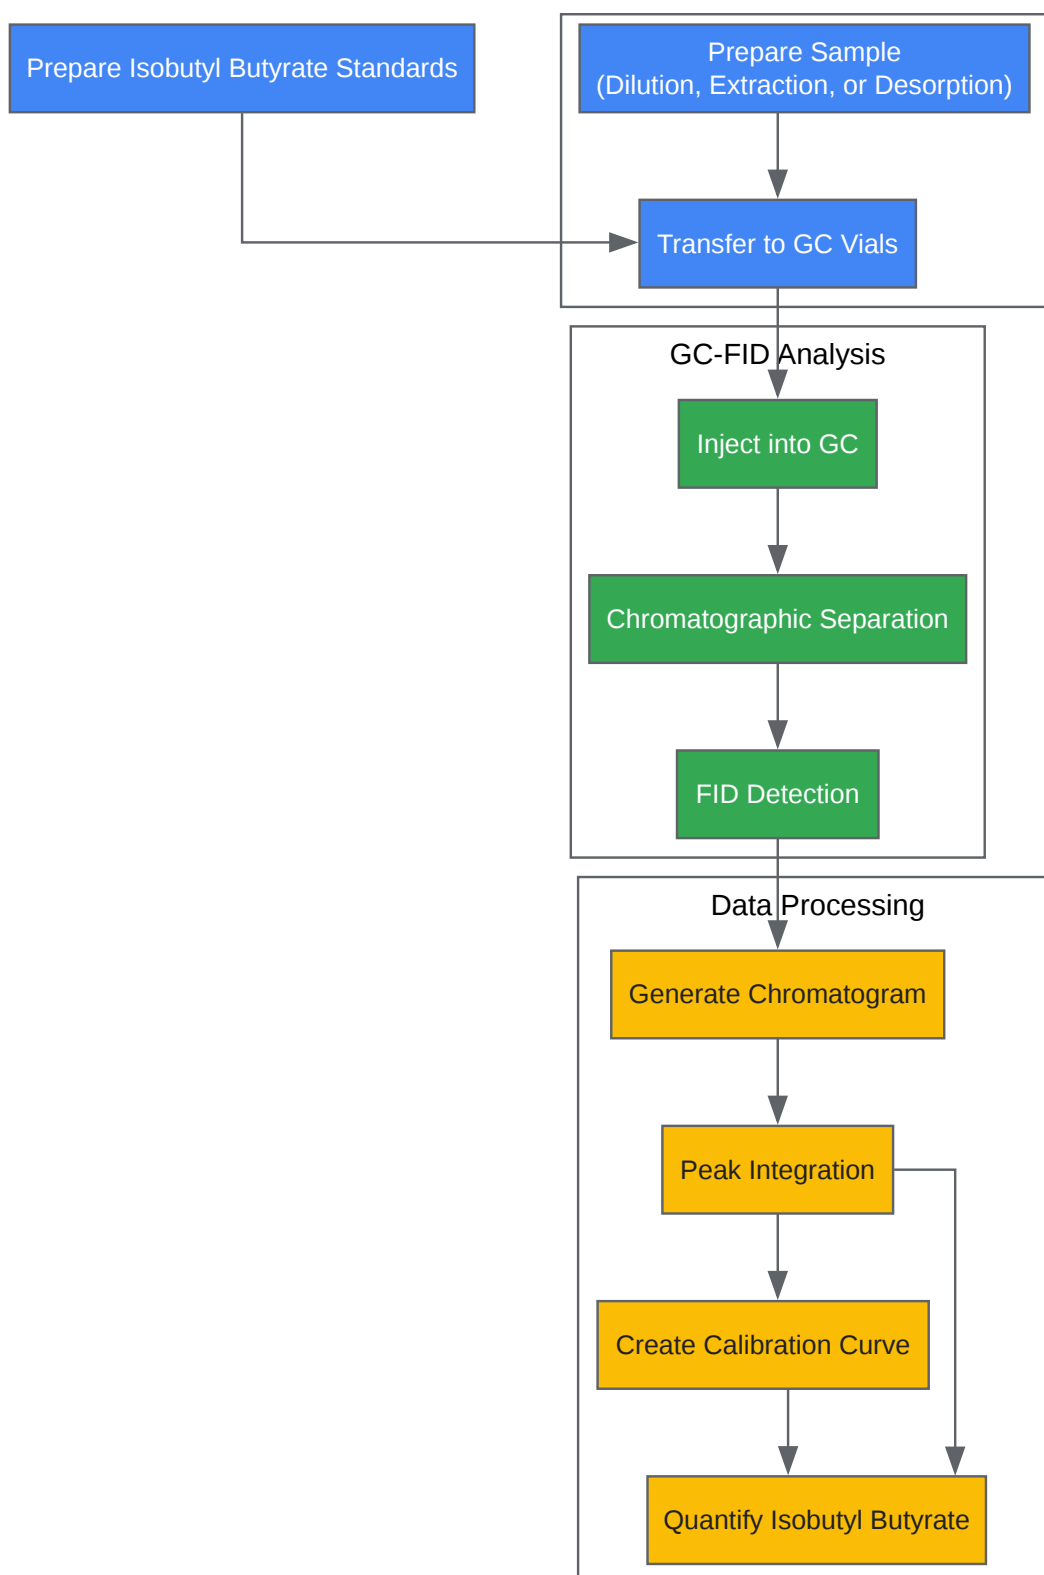 Prepare Isobutyl Butyrate Standards
Prepare Sample
(Dilution, Extraction, or Desorption)
Transfer to GC Vials
GC-FID Analysis
Inject into GC
Chromatographic Separation
FID Detection
Data Processing
Generate Chromatogram
Peak Integration
Create Calibration Curve
Quantify Isobutyl Butyrate